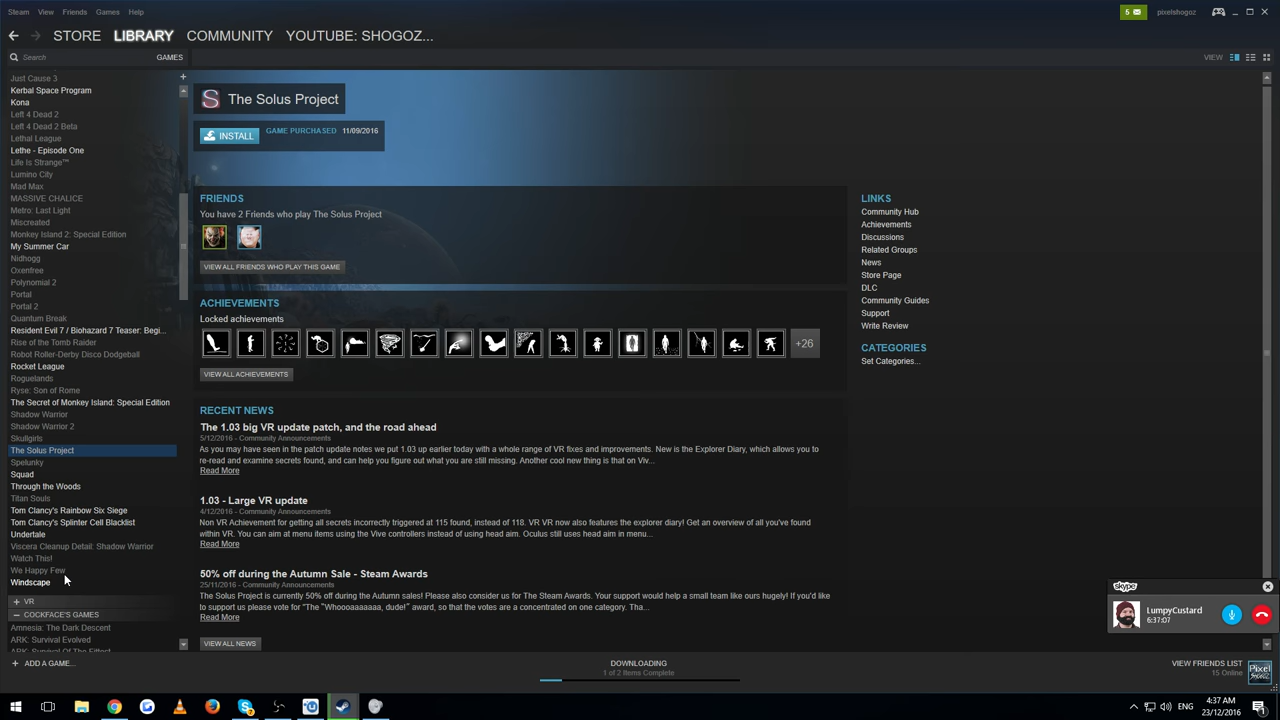 Steam View Friends Games Help
5
pixelshogoz
STORE LIBRARY COMMUNITY YOUTUBE: SHOGOZ...
Search
GAMES
VIEW
Just Cause 3
Kerbal Space Program
Kona
Left 4 Dead 2
Left 4 Dead 2 Beta
Lethal League
Lethe - Episode One
Life Is Strange™
Lumino City
Mad Max
MASSIVE CHALICE
Metro: Last Light
Miscreated
Monkey Island 2: Special Edition
My Summer Car
Nidhogg
Oxenfree
Polynomial 2
Portal
Portal 2
Quantum Break
Resident Evil 7 / Biohazard 7 Teaser: Begi...
Rise of the Tomb Raider
Robot Roller-Derby Disco Dodgeball
Rocket League
Roguelands
Ryse: Son of Rome
The Secret of Monkey Island: Special Edition
Shadow Warrior
Shadow Warrior 2
Skullgirls
The Solus Project
Spelunky
Squad
Through the Woods
Titan Souls
Tom Clancy's Rainbow Six Siege
Tom Clancy's Splinter Cell Blacklist
Undertale
Viscera Cleanup Detail: Shadow Warrior
Watch This!
We Happy Few
Windscape
+ VR
− COCKFACE'S GAMES
Amnesia: The Dark Descent
ARK: Survival Evolved
ARK: Survival Of The Fittest
+ ADD A GAME...
The Solus Project
INSTALL
GAME PURCHASED 11/09/2016
FRIENDS
You have 2 Friends who play The Solus Project
VIEW ALL FRIENDS WHO PLAY THIS GAME
ACHIEVEMENTS
Locked achievements
+26
VIEW ALL ACHIEVEMENTS
RECENT NEWS
The 1.03 big VR update patch, and the road ahead
5/12/2016 - Community Announcements
As you may have seen in the patch update notes we put 1.03 up earlier today with a whole range of VR fixes and improvements. New is the Explorer Diary, which allows you to
re-read and examine secrets found, and can help you figure out what you are still missing. Another cool new thing is that on Viv...
Read More
1.03 - Large VR update
4/12/2016 - Community Announcements
Non VR Achievement for getting all secrets incorrectly triggered at 115 found, instead of 118. VR VR now also features the explorer diary! Get an overview of all you've found
within VR. You can aim at menu items using the Vive controllers instead of using head aim. Oculus still uses head aim in menu...
Read More
50% off during the Autumn Sale - Steam Awards
25/11/2016 - Community Announcements
The Solus Project is currently 50% off during the Autumn Sales! Please also consider us for The Steam Awards. Your support would help a small team like ours hugely! If you'd like
to support us please vote for "The "Whoooaaaaaaa, dude!" award, so that the votes are a concentrated on one category. Tha...
Read More
VIEW ALL NEWS
LINKS
Community Hub
Achievements
Discussions
Related Groups
News
Store Page
DLC
Community Guides
Support
Write Review
CATEGORIES
Set Categories...
skype
LumpyCustard
6:37:07
DOWNLOADING
1 of 2 Items Complete
VIEW FRIENDS LIST
15 Online
ENG
4:37 AM
23/12/2016